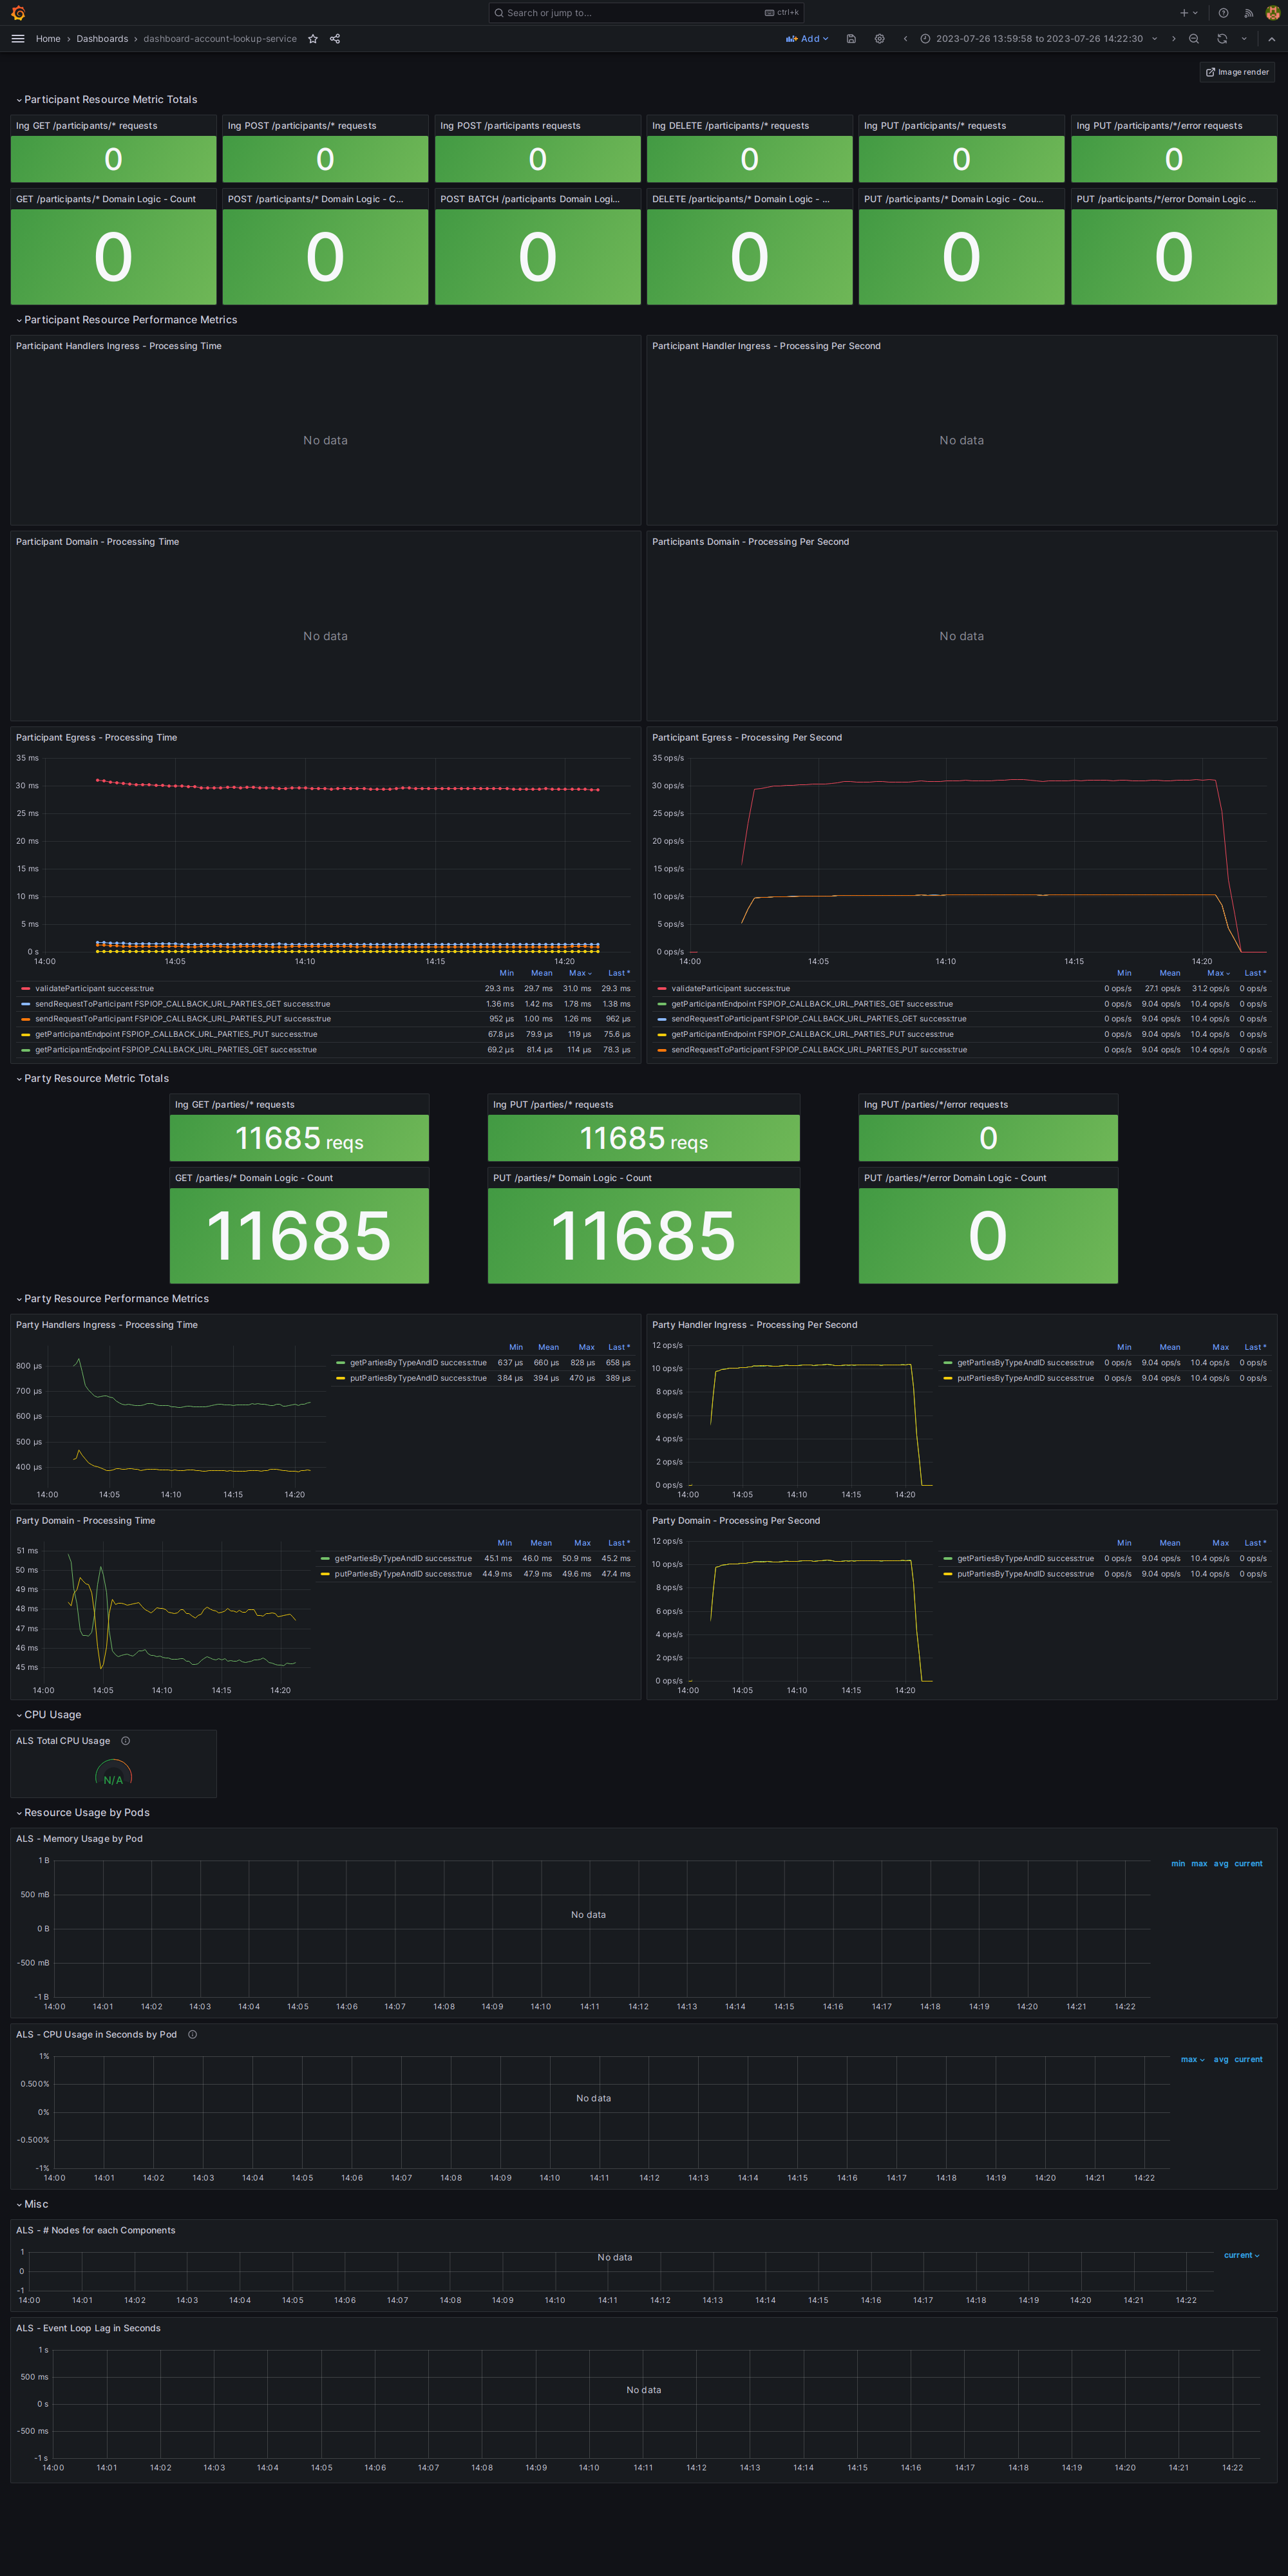 Search or jump to...
ctrl+k
Home › Dashboards › dashboard-account-lookup-service
Add
2023-07-26 13:59:58 to 2023-07-26 14:22:30
Image render
Participant Resource Metric Totals
Ing GET /participants/* requests
Ing POST /participants/* requests
Ing POST /participants requests
Ing DELETE /participants/* requests
Ing PUT /participants/* requests
Ing PUT /participants/*/error requests
0
0
0
0
0
0
GET /participants/* Domain Logic - Count
POST /participants/* Domain Logic - C...
POST BATCH /participants Domain Logi...
DELETE /participants/* Domain Logic - ...
PUT /participants/* Domain Logic - Cou...
PUT /participants/*/error Domain Logic ...
0
0
0
0
0
0
Participant Resource Performance Metrics
Participant Handlers Ingress - Processing Time
No data
Participant Handler Ingress - Processing Per Second
No data
Participant Domain - Processing Time
No data
Participants Domain - Processing Per Second
No data
Participant Egress - Processing Time
35 ms
30 ms
25 ms
20 ms
15 ms
10 ms
5 ms
0 s
14:00 14:05 14:10 14:15 14:20
Min Mean Max Last *
validateParticipant success:true 29.3 ms 29.7 ms 31.0 ms 29.3 ms
sendRequestToParticipant FSPIOP_CALLBACK_URL_PARTIES_GET success:true 1.36 ms 1.42 ms 1.78 ms 1.38 ms
sendRequestToParticipant FSPIOP_CALLBACK_URL_PARTIES_PUT success:true 952 µs 1.00 ms 1.26 ms 962 µs
getParticipantEndpoint FSPIOP_CALLBACK_URL_PARTIES_PUT success:true 67.8 µs 79.9 µs 119 µs 75.6 µs
getParticipantEndpoint FSPIOP_CALLBACK_URL_PARTIES_GET success:true 69.2 µs 81.4 µs 114 µs 78.3 µs
Participant Egress - Processing Per Second
35 ops/s
30 ops/s
25 ops/s
20 ops/s
15 ops/s
10 ops/s
5 ops/s
0 ops/s
14:00 14:05 14:10 14:15 14:20
Min Mean Max Last *
validateParticipant success:true 0 ops/s 27.1 ops/s 31.2 ops/s 0 ops/s
getParticipantEndpoint FSPIOP_CALLBACK_URL_PARTIES_GET success:true 0 ops/s 9.04 ops/s 10.4 ops/s 0 ops/s
sendRequestToParticipant FSPIOP_CALLBACK_URL_PARTIES_GET success:true 0 ops/s 9.04 ops/s 10.4 ops/s 0 ops/s
getParticipantEndpoint FSPIOP_CALLBACK_URL_PARTIES_PUT success:true 0 ops/s 9.04 ops/s 10.4 ops/s 0 ops/s
sendRequestToParticipant FSPIOP_CALLBACK_URL_PARTIES_PUT success:true 0 ops/s 9.04 ops/s 10.4 ops/s 0 ops/s
Party Resource Metric Totals
Ing GET /parties/* requests
Ing PUT /parties/* requests
Ing PUT /parties/*/error requests
11685 reqs
11685 reqs
0
GET /parties/* Domain Logic - Count
PUT /parties/* Domain Logic - Count
PUT /parties/*/error Domain Logic - Count
11685
11685
0
Party Resource Performance Metrics
Party Handlers Ingress - Processing Time
800 µs
700 µs
600 µs
500 µs
400 µs
14:00 14:05 14:10 14:15 14:20
Min Mean Max Last *
getPartiesByTypeAndID success:true 637 µs 660 µs 828 µs 658 µs
putPartiesByTypeAndID success:true 384 µs 394 µs 470 µs 389 µs
Party Handler Ingress - Processing Per Second
12 ops/s
10 ops/s
8 ops/s
6 ops/s
4 ops/s
2 ops/s
0 ops/s
14:00 14:05 14:10 14:15 14:20
Min Mean Max Last *
getPartiesByTypeAndID success:true 0 ops/s 9.04 ops/s 10.4 ops/s 0 ops/s
putPartiesByTypeAndID success:true 0 ops/s 9.04 ops/s 10.4 ops/s 0 ops/s
Party Domain - Processing Time
51 ms
50 ms
49 ms
48 ms
47 ms
46 ms
45 ms
14:00 14:05 14:10 14:15 14:20
Min Mean Max Last *
getPartiesByTypeAndID success:true 45.1 ms 46.0 ms 50.9 ms 45.2 ms
putPartiesByTypeAndID success:true 44.9 ms 47.9 ms 49.6 ms 47.4 ms
Party Domain - Processing Per Second
12 ops/s
10 ops/s
8 ops/s
6 ops/s
4 ops/s
2 ops/s
0 ops/s
14:00 14:05 14:10 14:15 14:20
Min Mean Max Last *
getPartiesByTypeAndID success:true 0 ops/s 9.04 ops/s 10.4 ops/s 0 ops/s
putPartiesByTypeAndID success:true 0 ops/s 9.04 ops/s 10.4 ops/s 0 ops/s
CPU Usage
ALS Total CPU Usage
N/A
Resource Usage by Pods
ALS - Memory Usage by Pod
1 B
500 mB
0 B
-500 mB
-1 B
No data
min max avg current
14:00 14:01 14:02 14:03 14:04 14:05 14:06 14:07 14:08 14:09 14:10 14:11 14:12 14:13 14:14 14:15 14:16 14:17 14:18 14:19 14:20 14:21 14:22
ALS - CPU Usage in Seconds by Pod
1%
0.500%
0%
-0.500%
-1%
No data
max avg current
14:00 14:01 14:02 14:03 14:04 14:05 14:06 14:07 14:08 14:09 14:10 14:11 14:12 14:13 14:14 14:15 14:16 14:17 14:18 14:19 14:20 14:21 14:22
Misc
ALS - # Nodes for each Components
1
0
-1
No data
current
14:00 14:01 14:02 14:03 14:04 14:05 14:06 14:07 14:08 14:09 14:10 14:11 14:12 14:13 14:14 14:15 14:16 14:17 14:18 14:19 14:20 14:21 14:22
ALS - Event Loop Lag in Seconds
1 s
500 ms
0 s
-500 ms
-1 s
No data
14:00 14:01 14:02 14:03 14:04 14:05 14:06 14:07 14:08 14:09 14:10 14:11 14:12 14:13 14:14 14:15 14:16 14:17 14:18 14:19 14:20 14:21 14:22